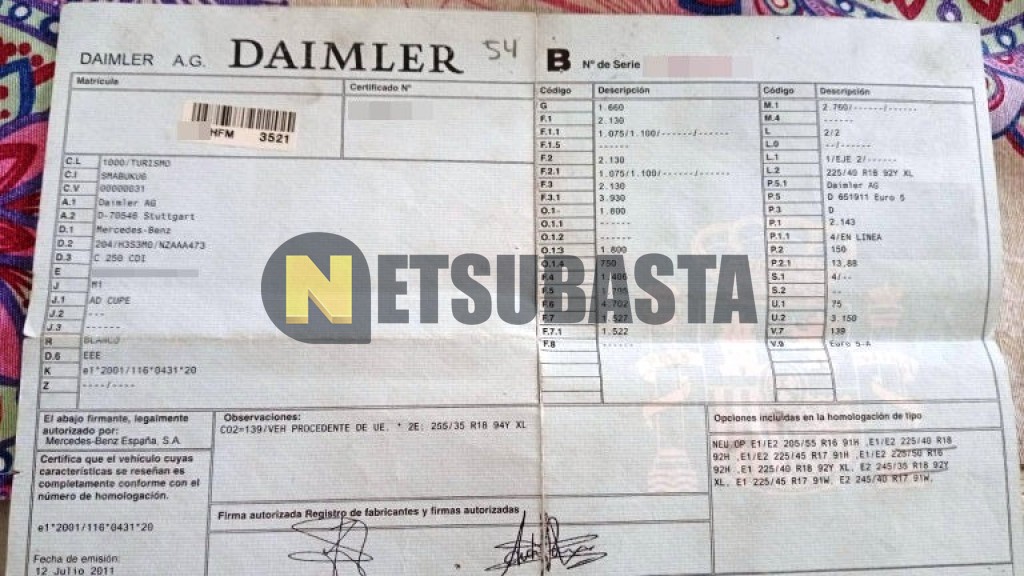 DAIMLER A.G. DAIMLER 54
B Nº de Serie
Matrícula
Certificado Nº
HFM 3521
C.L 1000/TURISMO
C.I SMABUKU6
C.V 00000031
A.1 Daimler AG
A.2 D-70546 Stuttgart
D.1 Mercedes-Benz
D.2 204/H3S3M0/NZAAA473
D.3 C 250 CDI
E
J M1
J.1 AD CUPE
J.2 ---
J.3 ------
R BLANCO
D.6 EEE
K e1*2001/116*0431*20
Z ----/----
Código Descripción
G 1.660
F.1 2.130
F.1.1 1.075/1.100/------/------
F.1.5 ------
F.2 2.130
F.2.1 1.075/1.100/------/------
F.3 2.130
F.3.1 3.930
O.1- 1.800
O.1.1 ------
O.1.2 ------
O.1.3 1.800
O.1.4 750
F.4 1.406
F.5
F.6 4.702
F.7 1.527
F.7.1 1.522
F.8 ------
Código Descripción
M.1 2.760/------/------
M.4 ------
L 2/2
L.0 --/------
L.1 1/EJE 2/-----
L.2 225/40 R18 92Y XL
P.5.1 Daimler AG
P.5 D 651911 Euro 5
P.3 D
P.1 2.143
P.1.1 4/EN LINEA
P.2 150
P.2.1 13,88
S.1 4/--
S.2 --
U.1 75
U.2 3.150
V.7 139
V.9 Euro 5-A
NETSUBASTA
El abajo firmante, legalmente
autorizado por:
Mercedes-Benz España, S.A.
Certifica que el vehículo cuyas
características se reseñan es
completamente conforme con el
número de homologación.
e1*2001/116*0431*20
Fecha de emisión:
12 Julio 2011
Observaciones:
CO2=139/VEH PROCEDENTE DE UE. * 2E: 255/35 R18 94Y XL
Firma autorizada Registro de fabricantes y firmas autorizadas
Opciones incluidas en la homologación de tipo
NEU OP E1/E2 205/55 R16 91H .E1/E2 225/40 R18
92H .E1/E2 225/45 R17 91H .E1/E2 225/50 R16
92H .E1 225/40 R18 92Y XL. E2 245/35 R18 92Y
XL. E1 225/45 R17 91W. E2 245/40 R17 91W.